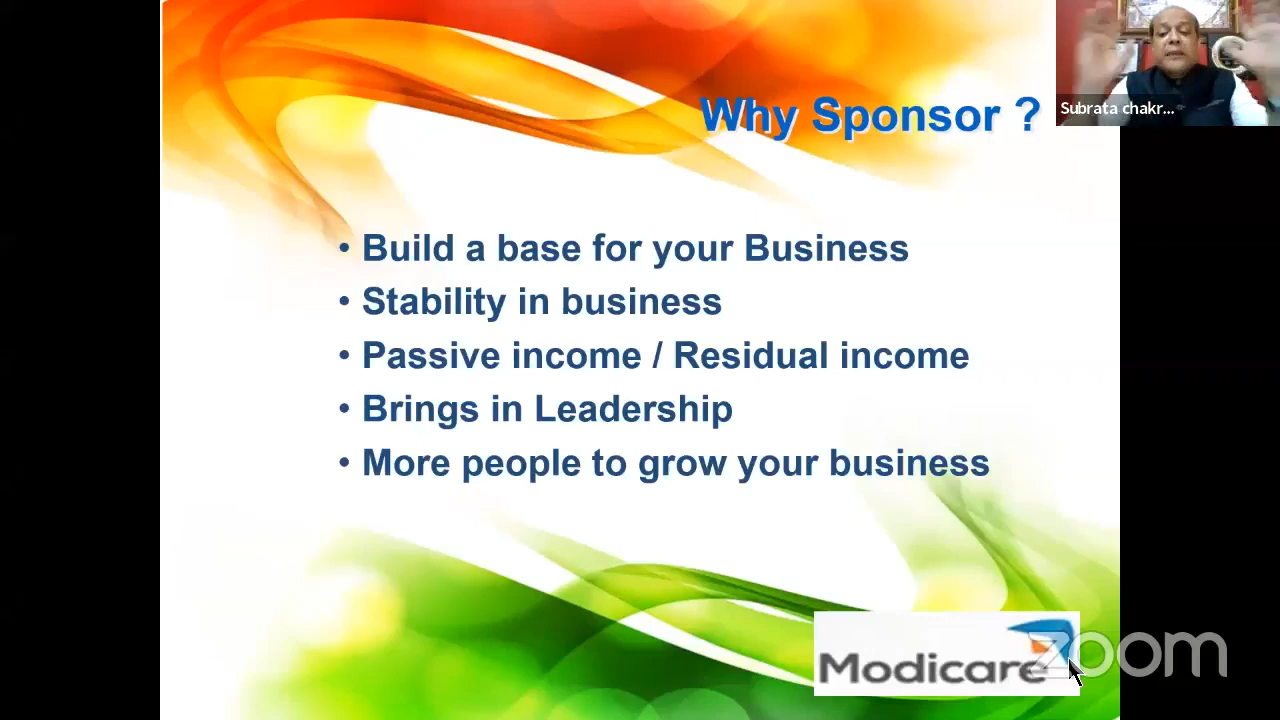 Why Sponsor ?
Subrata chakr...
• Build a base for your Business
• Stability in business
• Passive income / Residual income
• Brings in Leadership
• More people to grow your business
Modicare
zoom